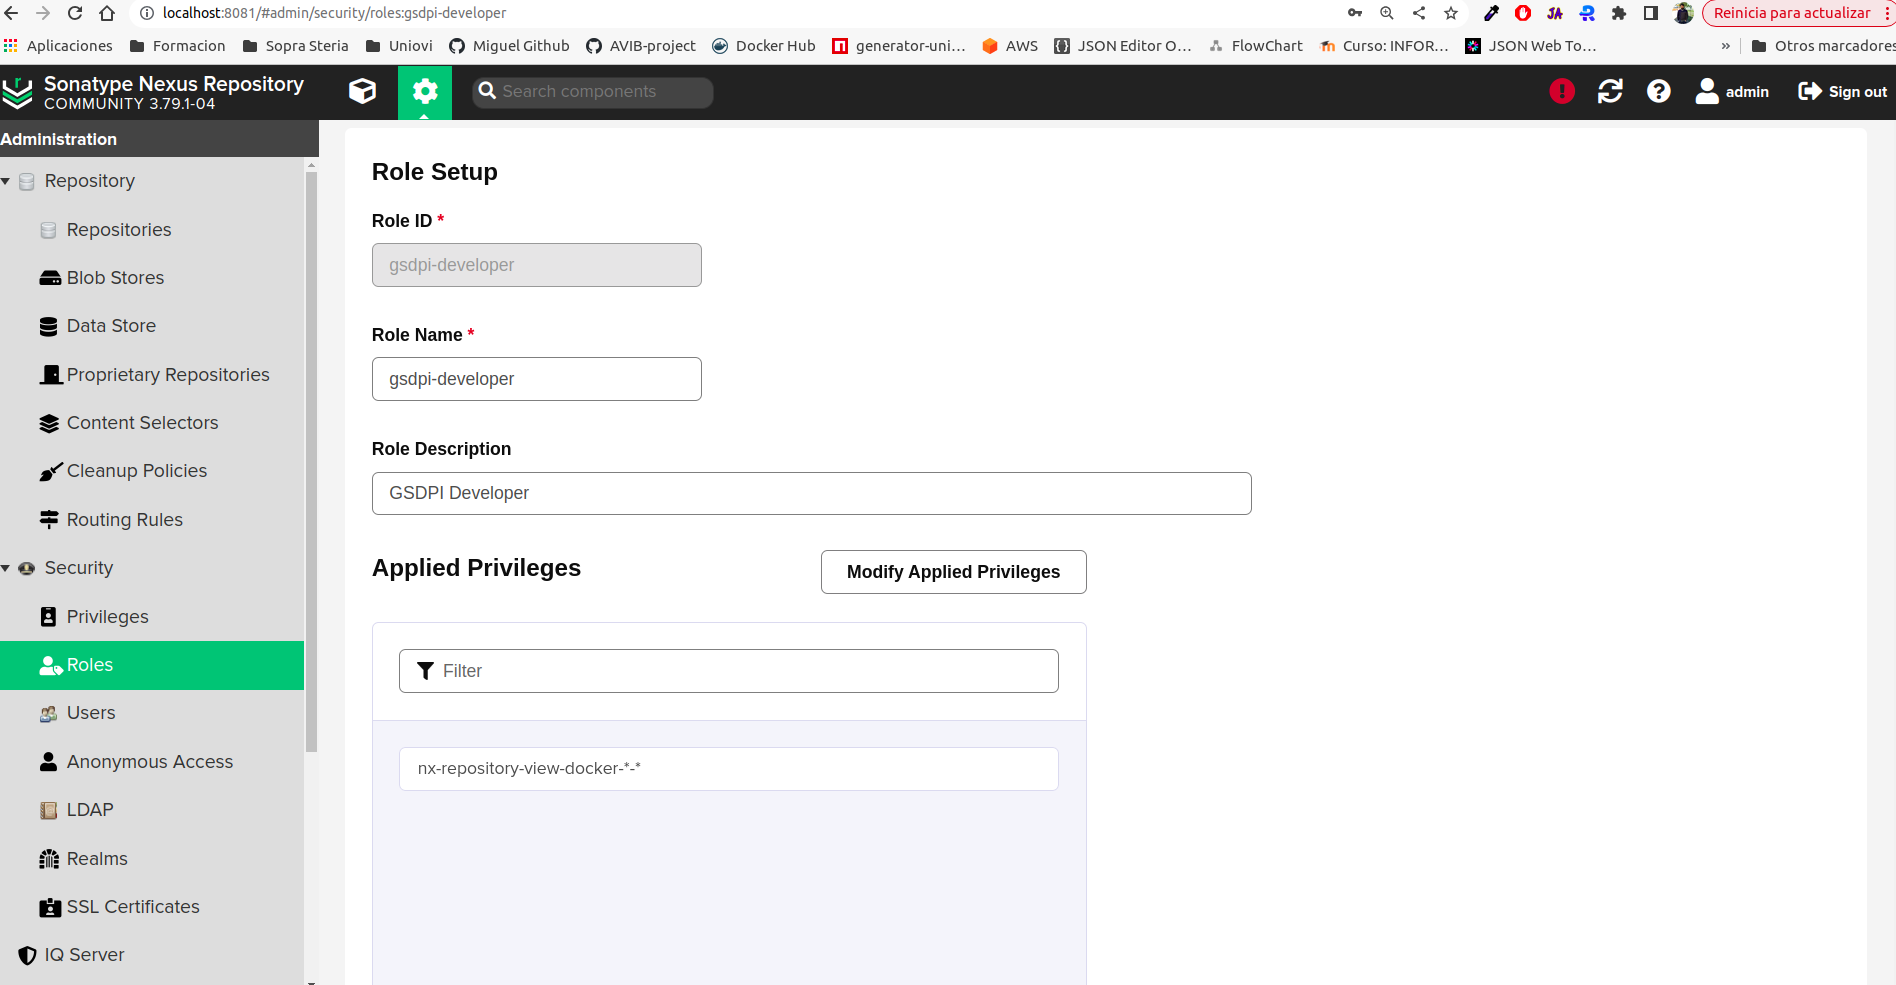 localhost:8081/#admin/security/roles:gsdpi-developer
Reinicia para actualizar
Aplicaciones
Formacion
Sopra Steria
Uniovi
Miguel Github
AVIB-project
Docker Hub
generator-uni...
AWS
JSON Editor O...
FlowChart
Curso: INFOR...
JSON Web To...
»
Otros marcadores
Sonatype Nexus Repository
COMMUNITY 3.79.1-04
Search components
admin
Sign out
Administration
Repository
Repositories
Blob Stores
Data Store
Proprietary Repositories
Content Selectors
Cleanup Policies
Routing Rules
Security
Privileges
Roles
Users
Anonymous Access
LDAP
Realms
SSL Certificates
IQ Server
Role Setup
Role ID *
gsdpi-developer
Role Name *
gsdpi-developer
Role Description
GSDPI Developer
Applied Privileges
Modify Applied Privileges
Filter
nx-repository-view-docker-*-*